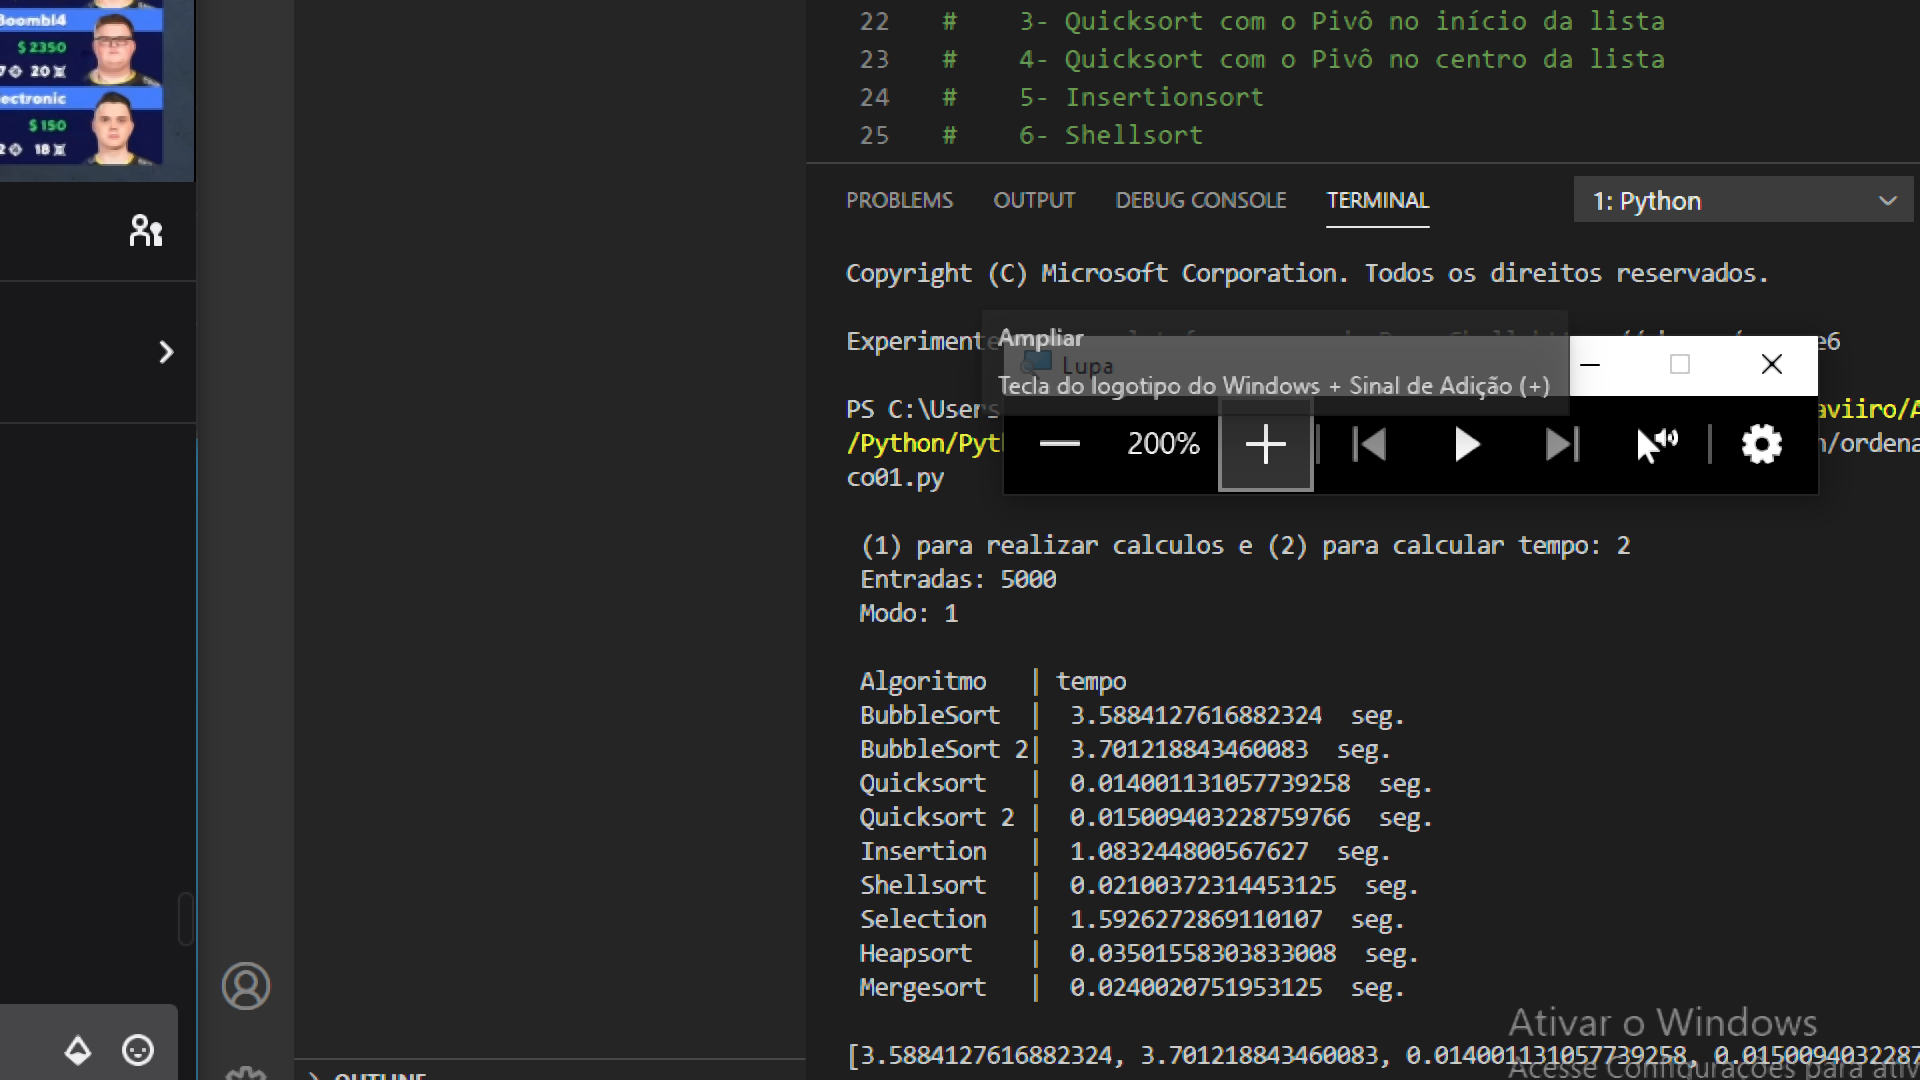 Boombl4
$2350
20
ectronic
$150
18
22 # 3- Quicksort com o Pivô no início da lista
23 # 4- Quicksort com o Pivô no centro da lista
24 # 5- Insertionsort
25 # 6- Shellsort
PROBLEMS OUTPUT DEBUG CONSOLE TERMINAL 1: Python
Copyright (C) Microsoft Corporation. Todos os direitos reservados.
Experimente e6
Ampliar
Lupa
Tecla do logotipo do Windows + Sinal de Adição (+)
200%
PS C:\Users aviiro/A
/Python/Pyt n/ordena
co01.py
(1) para realizar calculos e (2) para calcular tempo: 2
Entradas: 5000
Modo: 1
Algoritmo | tempo
BubbleSort | 3.5884127616882324 seg.
BubbleSort 2| 3.701218843460083 seg.
Quicksort | 0.014001131057739258 seg.
Quicksort 2 | 0.015009403228759766 seg.
Insertion | 1.083244800567627 seg.
Shellsort | 0.02100372314453125 seg.
Selection | 1.5926272869110107 seg.
Heapsort | 0.03501558303833008 seg.
Mergesort | 0.0240020751953125 seg.
[3.5884127616882324, 3.701218843460083, 0.014001131057739258, 0.0150094032287
Ativar o Windows
Acesse Configurações para ativ
OUTLINE